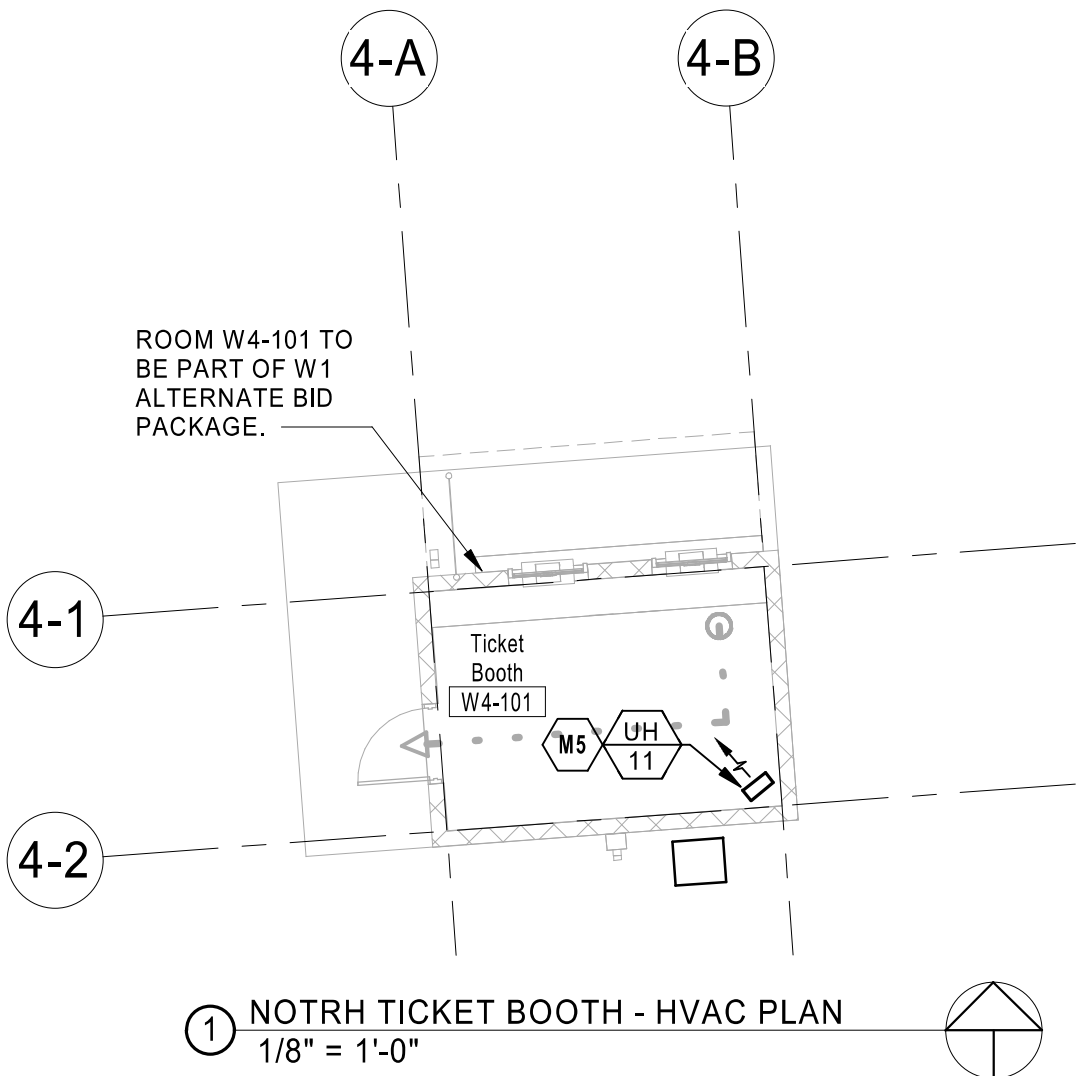 4-A
4-B
ROOM W4-101 TO
BE PART OF W1
ALTERNATE BID
PACKAGE.
4-1
Ticket
Booth
W4-101
M5
UH
11
4-2
1
NOTRH TICKET BOOTH - HVAC PLAN
1/8" = 1'-0"